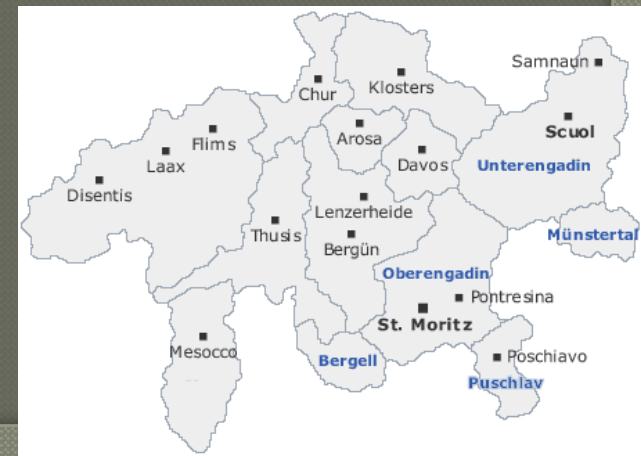 Samnaun
Chur
Klosters
Scuol
Arosa
Flims
Laax
Davos
Unterengadin
Disentis
Lenzerheide
Thusis
Bergün
Münstertal
Oberengadin
Pontresina
St. Moritz
Mesocco
Bergell
Poschiavo
Puschlav